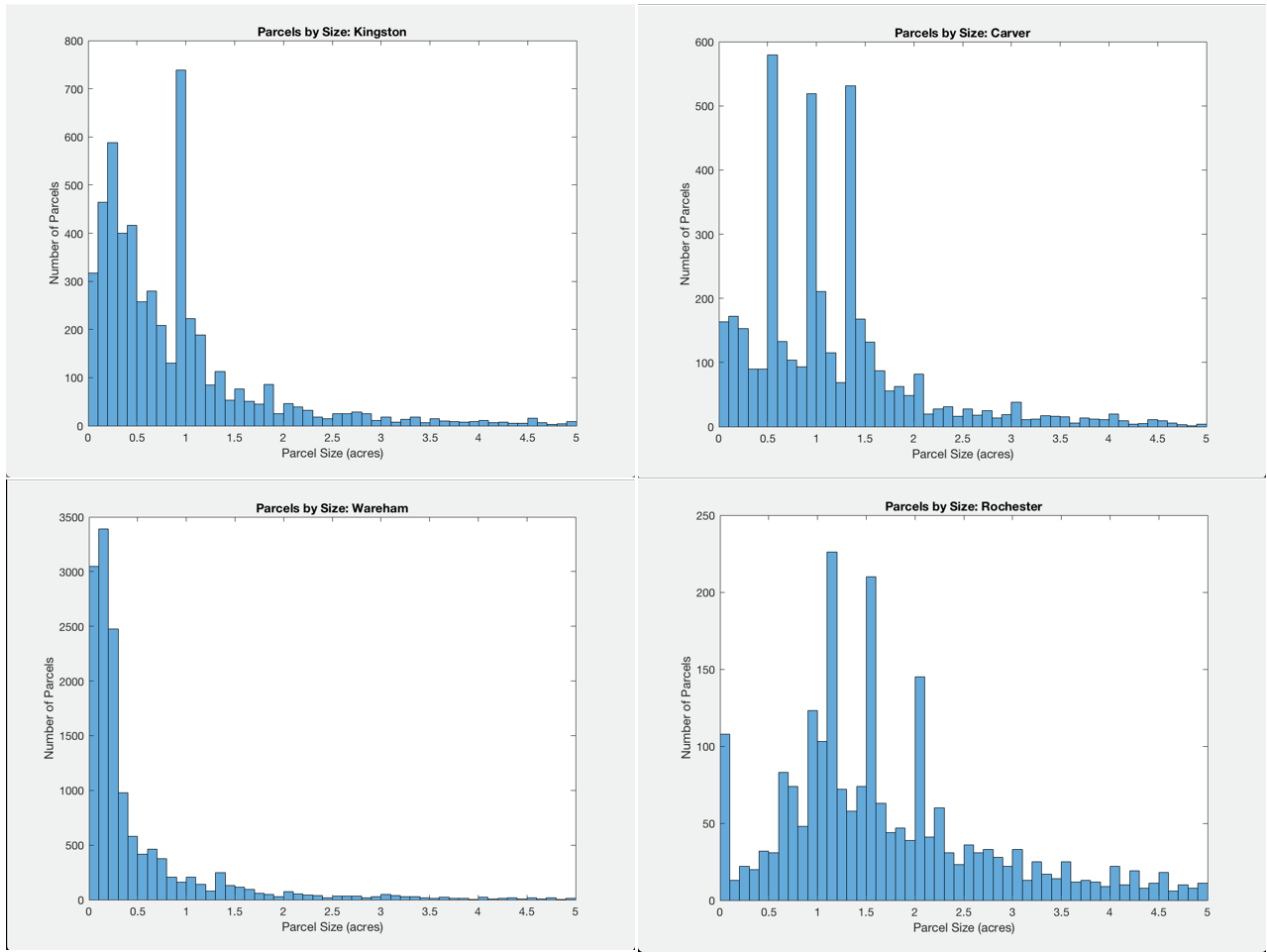 Parcels by Size: Kingston
800
700
600
500
400
300
200
100
0
Number of Parcels
0 0.5 1 1.5 2 2.5 3 3.5 4 4.5 5
Parcel Size (acres)
Parcels by Size: Carver
600
500
400
300
200
100
0
Number of Parcels
0 0.5 1 1.5 2 2.5 3 3.5 4 4.5 5
Parcel Size (acres)
Parcels by Size: Wareham
3500
3000
2500
2000
1500
1000
500
0
Number of Parcels
0 0.5 1 1.5 2 2.5 3 3.5 4 4.5 5
Parcel Size (acres)
Parcels by Size: Rochester
250
200
150
100
50
0
Number of Parcels
0 0.5 1 1.5 2 2.5 3 3.5 4 4.5 5
Parcel Size (acres)